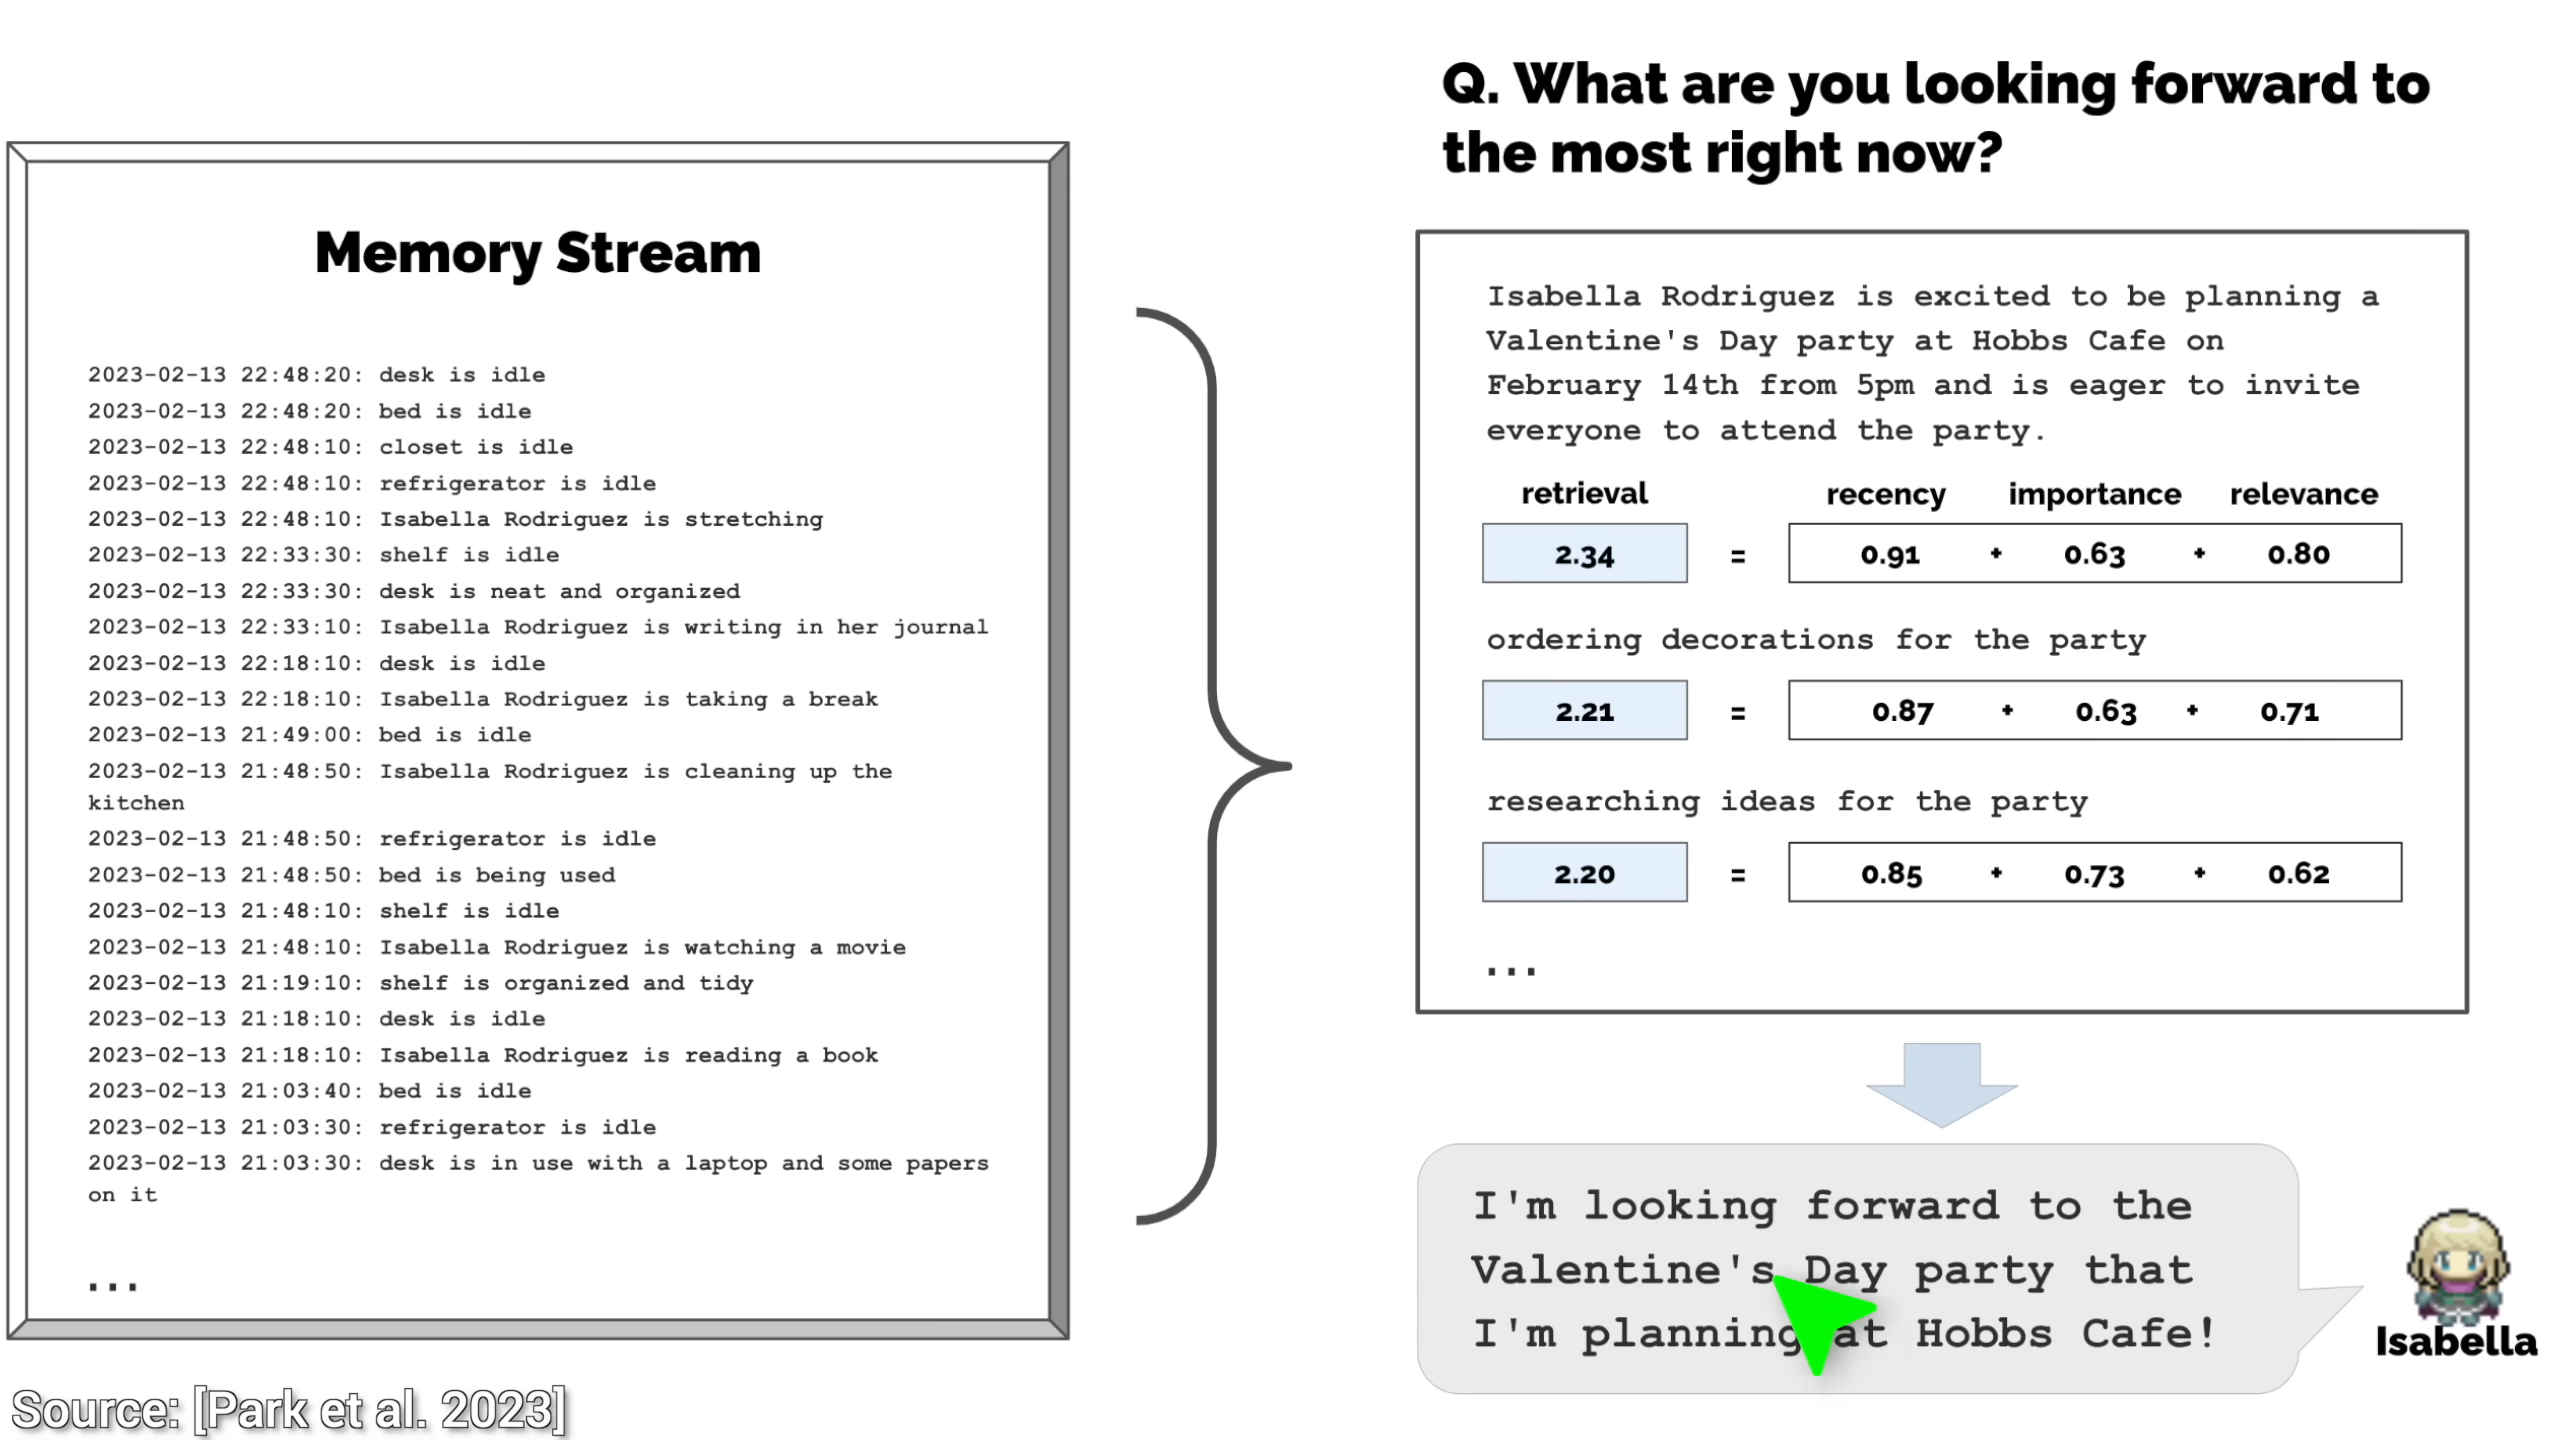 Memory Stream
2023-02-13 22:48:20: desk is idle
2023-02-13 22:48:20: bed is idle
2023-02-13 22:48:10: closet is idle
2023-02-13 22:48:10: refrigerator is idle
2023-02-13 22:48:10: Isabella Rodriguez is stretching
2023-02-13 22:33:30: shelf is idle
2023-02-13 22:33:30: desk is neat and organized
2023-02-13 22:33:10: Isabella Rodriguez is writing in her journal
2023-02-13 22:18:10: desk is idle
2023-02-13 22:18:10: Isabella Rodriguez is taking a break
2023-02-13 21:49:00: bed is idle
2023-02-13 21:48:50: Isabella Rodriguez is cleaning up the
kitchen
2023-02-13 21:48:50: refrigerator is idle
2023-02-13 21:48:50: bed is being used
2023-02-13 21:48:10: shelf is idle
2023-02-13 21:48:10: Isabella Rodriguez is watching a movie
2023-02-13 21:19:10: shelf is organized and tidy
2023-02-13 21:18:10: desk is idle
2023-02-13 21:18:10: Isabella Rodriguez is reading a book
2023-02-13 21:03:40: bed is idle
2023-02-13 21:03:30: refrigerator is idle
2023-02-13 21:03:30: desk is in use with a laptop and some papers
on it
...
Q. What are you looking forward to
the most right now?
Isabella Rodriguez is excited to be planning a
Valentine's Day party at Hobbs Cafe on
February 14th from 5pm and is eager to invite
everyone to attend the party.
retrieval recency importance relevance
2.34 = 0.91 + 0.63 + 0.80
ordering decorations for the party
2.21 = 0.87 + 0.63 + 0.71
researching ideas for the party
2.20 = 0.85 + 0.73 + 0.62
...
I'm looking forward to the
Valentine's Day party that
I'm planning at Hobbs Cafe!
Isabella
Source: [Park et al. 2023]